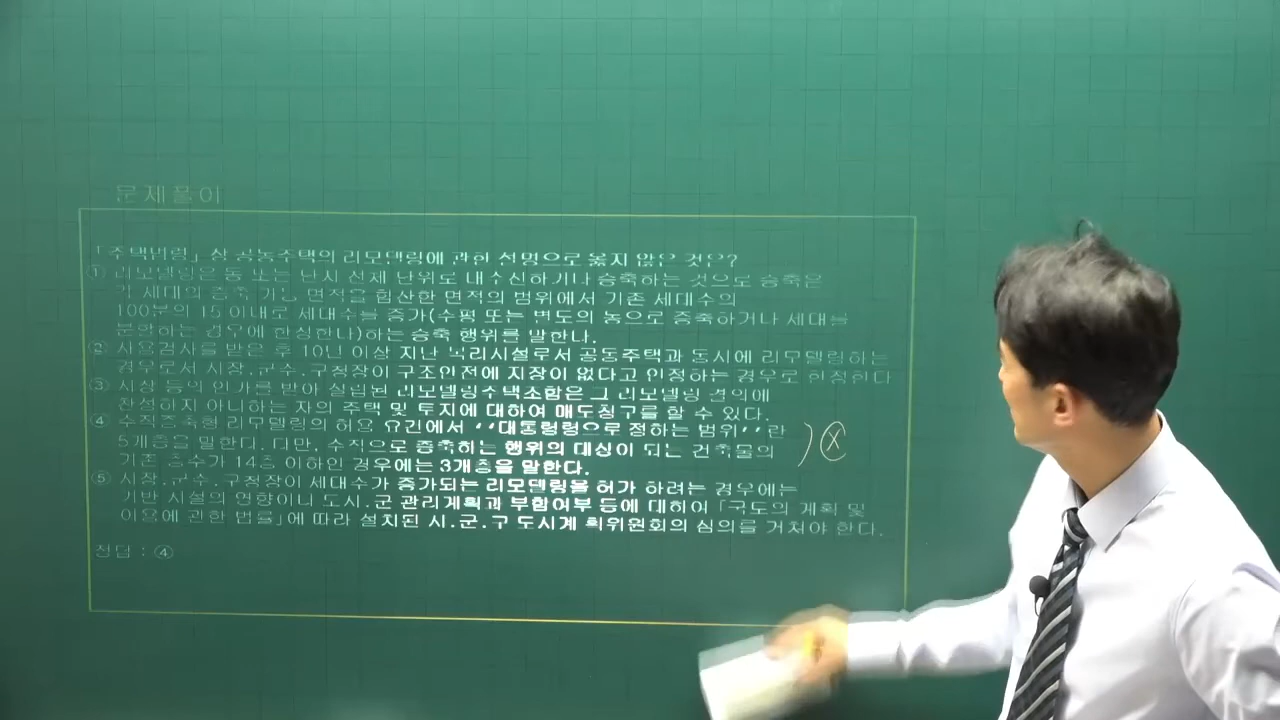 문제풀이
「주택법령」상 공동주택의 리모델링에 관한 설명으로 옳지 않은 것은?
① 리모델링은 동 또는 단지 전체 단위로 대수선하거나 증축하는 것으로 증축은
각 세대의 증축 가능 면적을 합산한 면적의 범위에서 기존 세대수의
100분의 15 이내로 세대수를 증가(수평 또는 별도의 동으로 증축하거나 세대를
분할하는 경우에 한정한다)하는 증축 행위를 말한다.
② 사용검사를 받은 후 10년 이상 지난 복리시설로서 공동주택과 동시에 리모델링하는
경우로서 시장.군수.구청장이 구조안전에 지장이 없다고 인정하는 경우로 한정한다
③ 시장 등의 인가를 받아 설립된 리모델링주택조합은 그 리모델링 결의에
찬성하지 아니하는 자의 주택 및 토지에 대하여 매도청구를 할 수 있다.
④ 수직증축형 리모델링의 허용 요건에서 ‘‘대통령령으로 정하는 범위’’란
5개층을 말한다. 다만, 수직으로 증축하는 행위의 대상이 되는 건축물의
기존 층수가 14층 이하인 경우에는 3개층을 말한다. ) ⓧ
⑤ 시장.군수.구청장이 세대수가 증가되는 리모델링을 허가 하려는 경우에는
기반 시설의 영향이나 도시.군 관리계획과 부합여부 등에 대하여 「국토의 계획 및
이용에 관한 법률」에 따라 설치된 시.군.구 도시계 획위원회의 심의를 거쳐야 한다.
정답 : ④